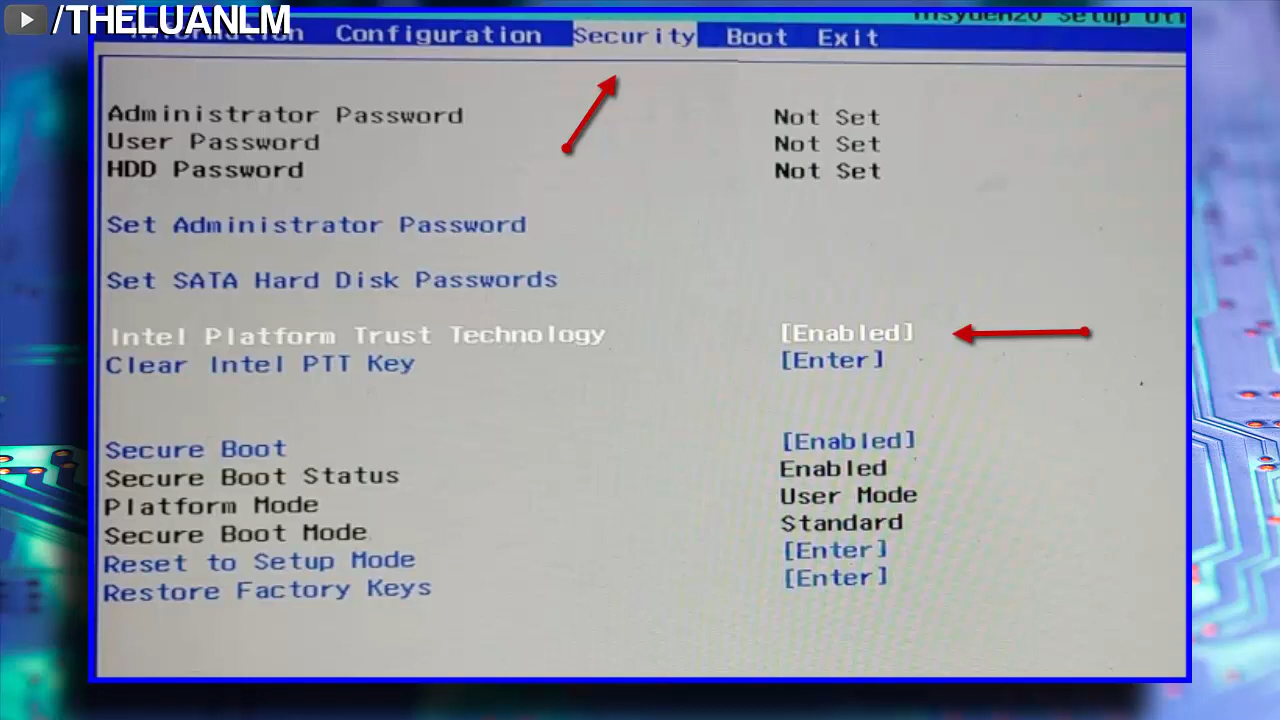 /THELUANLM
Setup
Information Configuration Security Boot Exit
Administrator Password Not Set
User Password Not Set
HDD Password Not Set
Set Administrator Password
Set SATA Hard Disk Passwords
Intel Platform Trust Technology [Enabled]
Clear Intel PTT Key [Enter]
Secure Boot [Enabled]
Secure Boot Status Enabled
Platform Mode User Mode
Secure Boot Mode Standard
Reset to Setup Mode [Enter]
Restore Factory Keys [Enter]